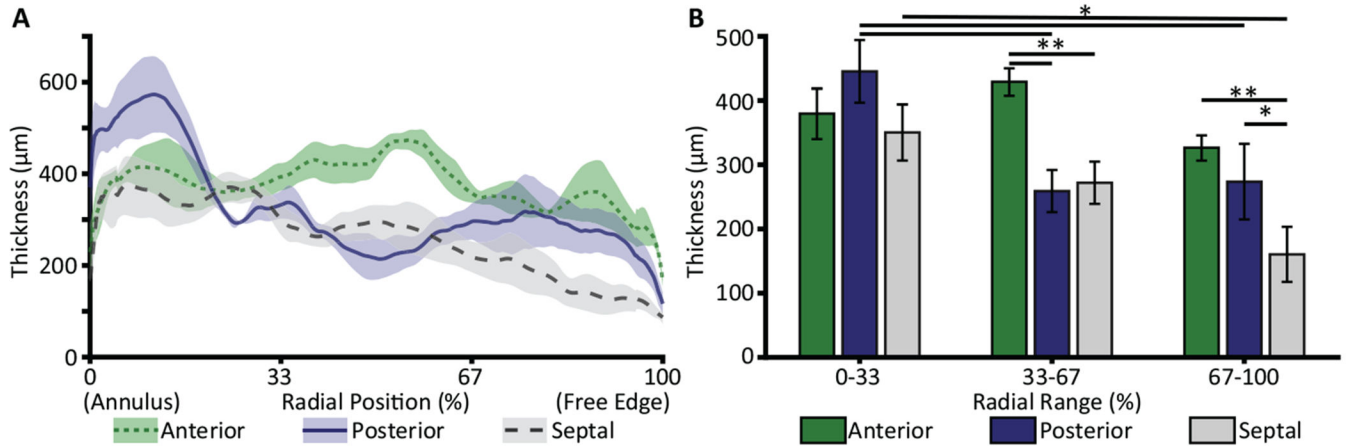 A
Thickness (µm)
600
400
200
0
0
33
67
100
(Annulus)
Radial Position (%)
(Free Edge)
Anterior
Posterior
Septal
B
Thickness (µm)
500
400
300
200
100
0
*
**
**
*
0-33
33-67
67-100
Radial Range (%)
Anterior
Posterior
Septal